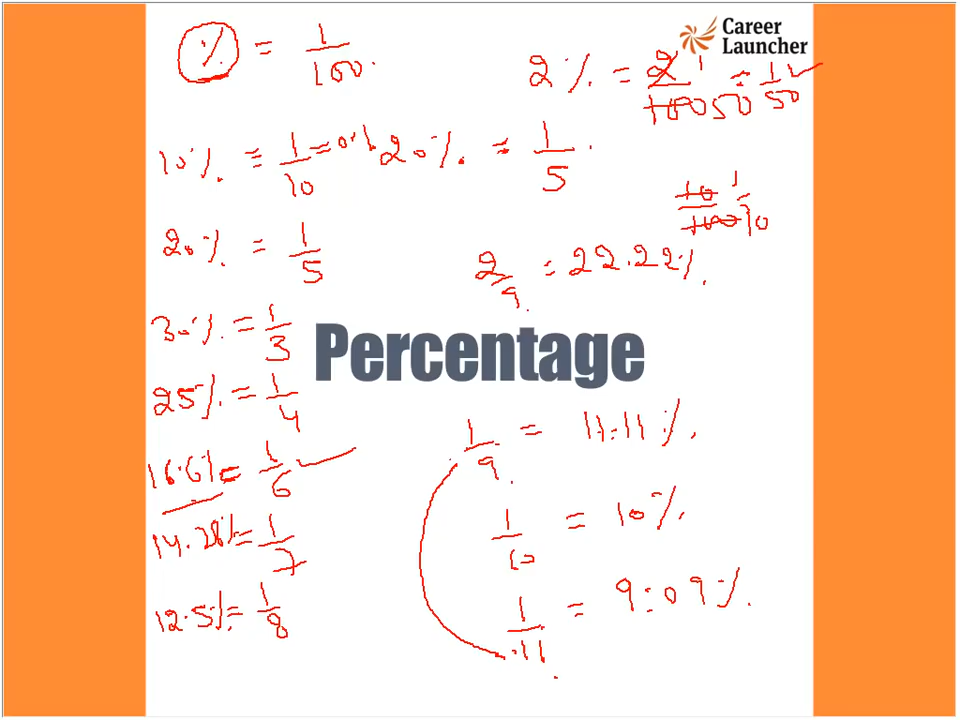 % = 1/100
Career
Launcher
2% = 2/100 1 50 = 1/50
10% = 1/10 = 0.1
20% = 1/5
10/100 1/10
20% = 1/5
2/9 = 22.22%
30% = 1/3
Percentage
25% = 1/4
1/9 = 11.11%
16.6% = 1/6
1/10 = 10%
14.28% = 1/7
12.5% = 1/8
1/11 = 9.09%